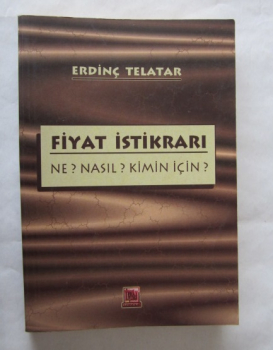 ERDİNÇ TELATAR
FİYAT İSTİKRARI
NE ? NASIL ? KİMİN İÇİN ?